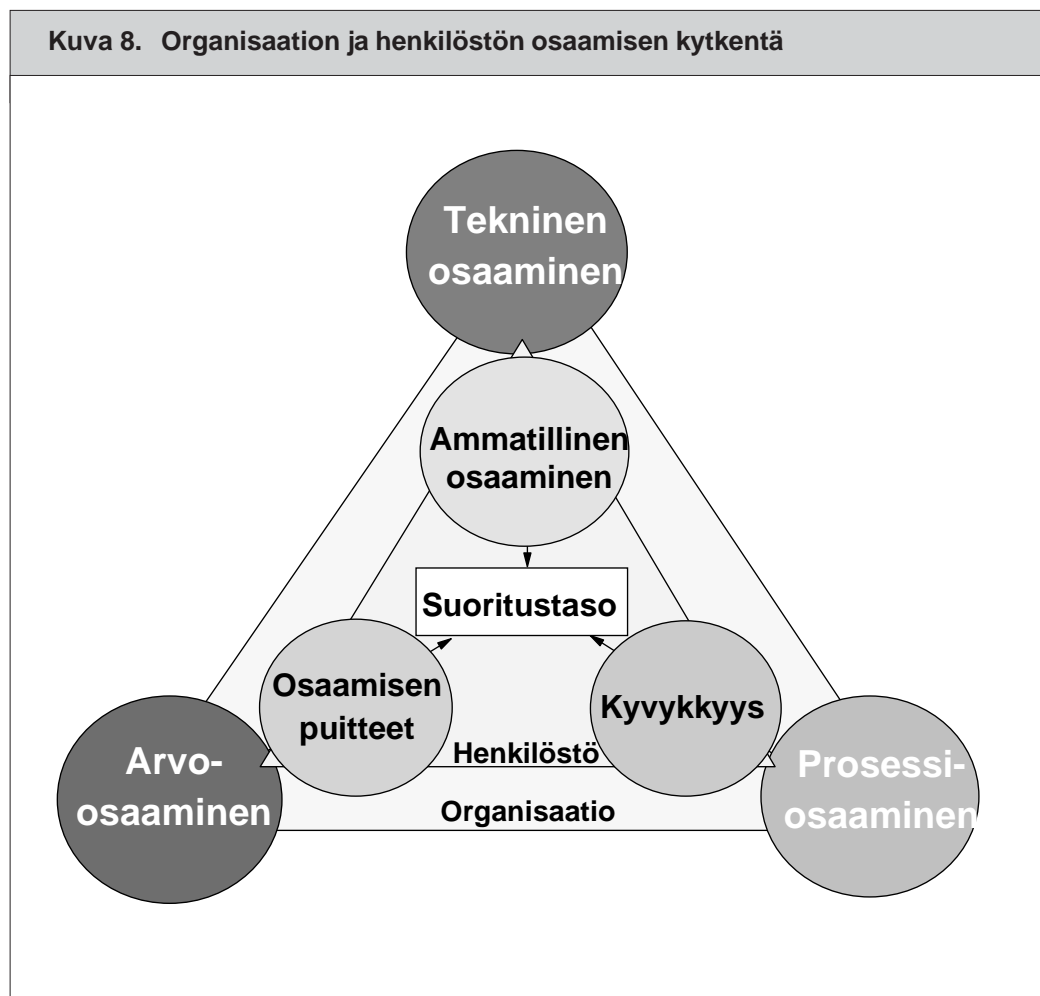 Kuva 8. Organisaation ja henkilöstön osaamisen kytkentä
Tekninen
osaaminen
Ammatillinen
osaaminen
Suoritustaso
Osaamisen
puitteet
Kyvykkyys
Henkilöstö
Arvo-
osaaminen
Prosessi-
osaaminen
Organisaatio